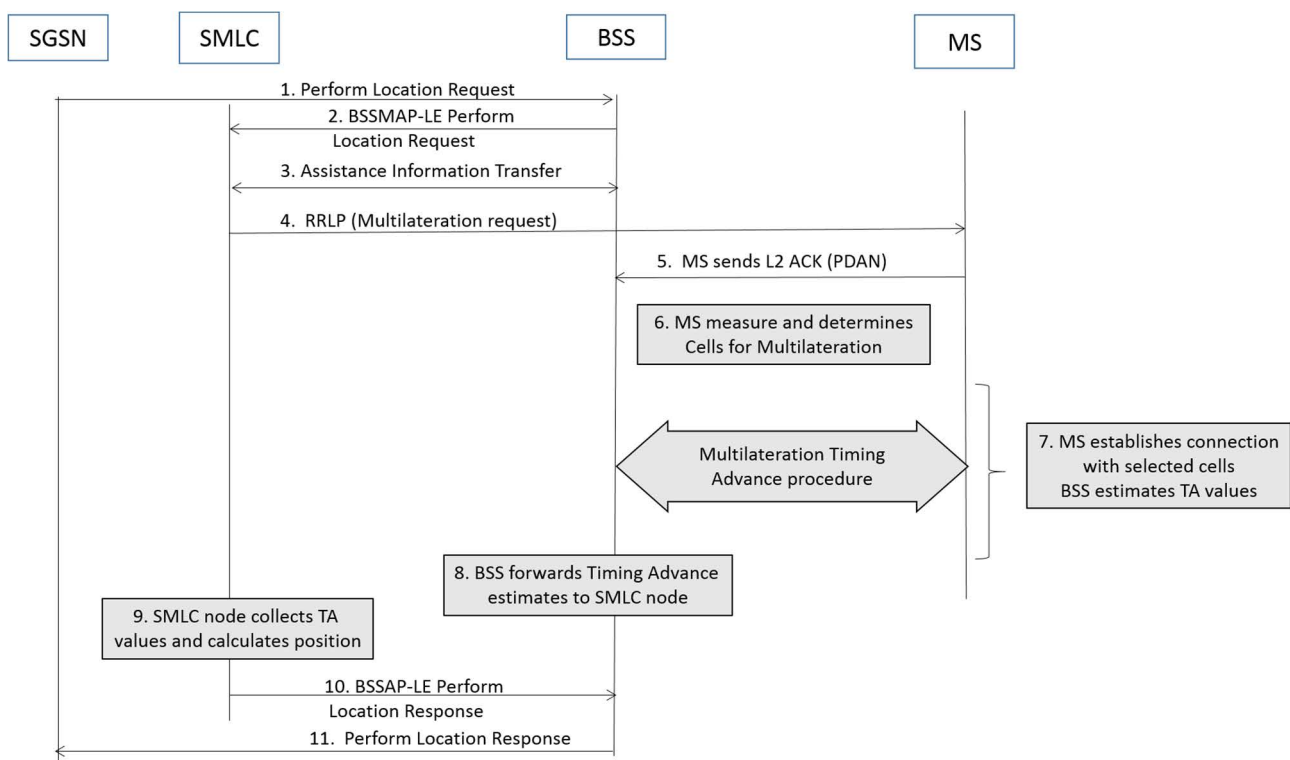 SGSN
SMLC
BSS
MS
1. Perform Location Request
2. BSSMAP-LE Perform
Location Request
3. Assistance Information Transfer
4. RRLP (Multilateration request)
5. MS sends L2 ACK (PDAN)
6. MS measure and determines
Cells for Multilateration
Multilateration Timing
Advance procedure
7. MS establishes connection
with selected cells
BSS estimates TA values
8. BSS forwards Timing Advance
estimates to SMLC node
9. SMLC node collects TA
values and calculates position
10. BSSAP-LE Perform
Location Response
11. Perform Location Response